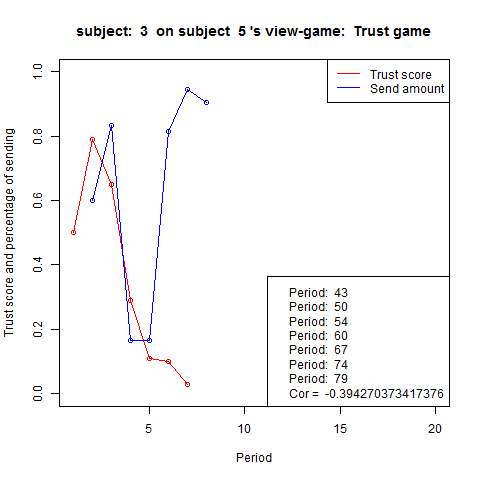 subject:  3  on subject  5 's view-game:  Trust game
Trust score
Send amount
Trust score and percentage of sending
1.0
0.8
0.6
0.4
0.2
0.0
Period:  43
Period:  50
Period:  54
Period:  60
Period:  67
Period:  74
Period:  79
Cor =  -0.394270373417376
5
10
15
20
Period